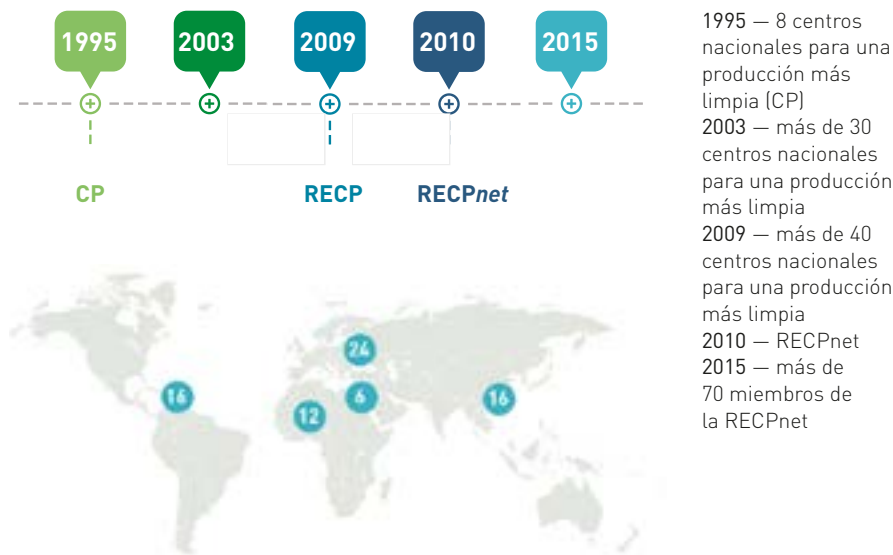 1995
2003
2009
2010
2015
CP
RECP
RECPnet
24
16
12
6
16
1995 — 8 centros
nacionales para una
producción más
limpia (CP)
2003 — más de 30
centros nacionales
para una producción
más limpia
2009 — más de 40
centros nacionales
para una producción
más limpia
2010 — RECPnet
2015 — más de
70 miembros de
la RECPnet